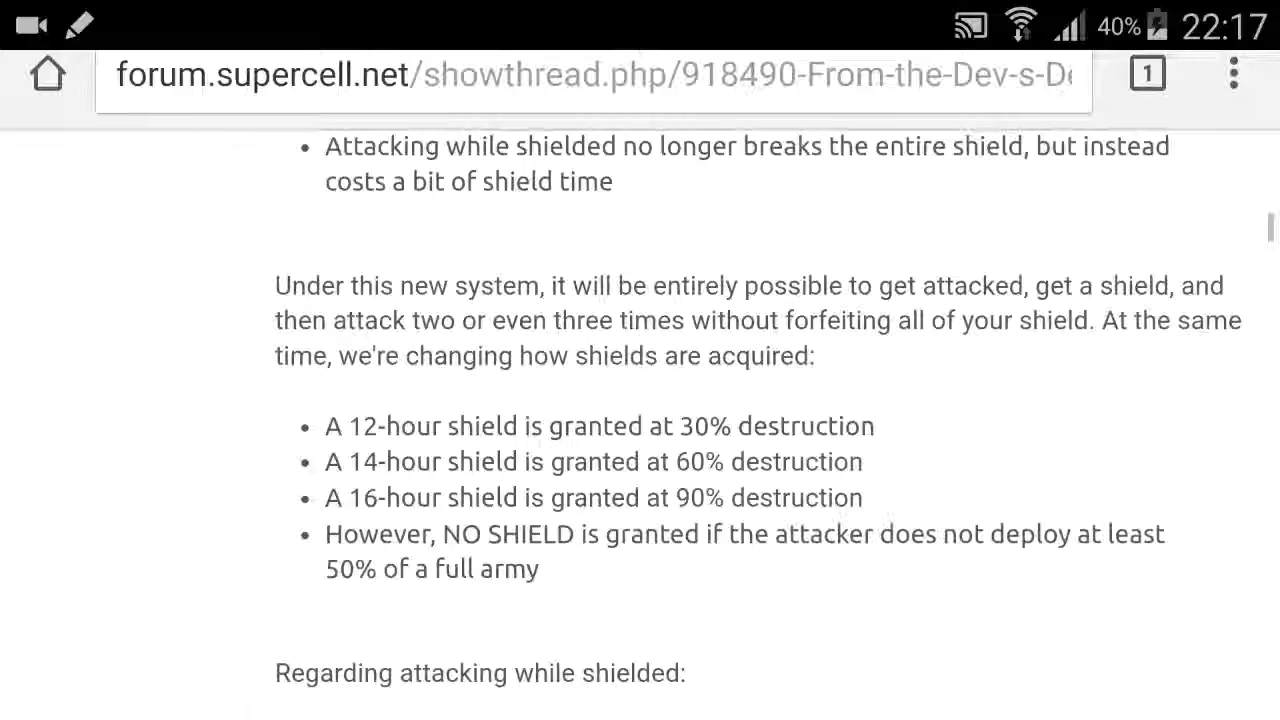 40% 22:17
forum.supercell.net/showthread.php/918490-From-the-Dev-s-De
1
• Attacking while shielded no longer breaks the entire shield, but instead
costs a bit of shield time
Under this new system, it will be entirely possible to get attacked, get a shield, and
then attack two or even three times without forfeiting all of your shield. At the same
time, we're changing how shields are acquired:
• A 12-hour shield is granted at 30% destruction
• A 14-hour shield is granted at 60% destruction
• A 16-hour shield is granted at 90% destruction
• However, NO SHIELD is granted if the attacker does not deploy at least
50% of a full army
Regarding attacking while shielded: